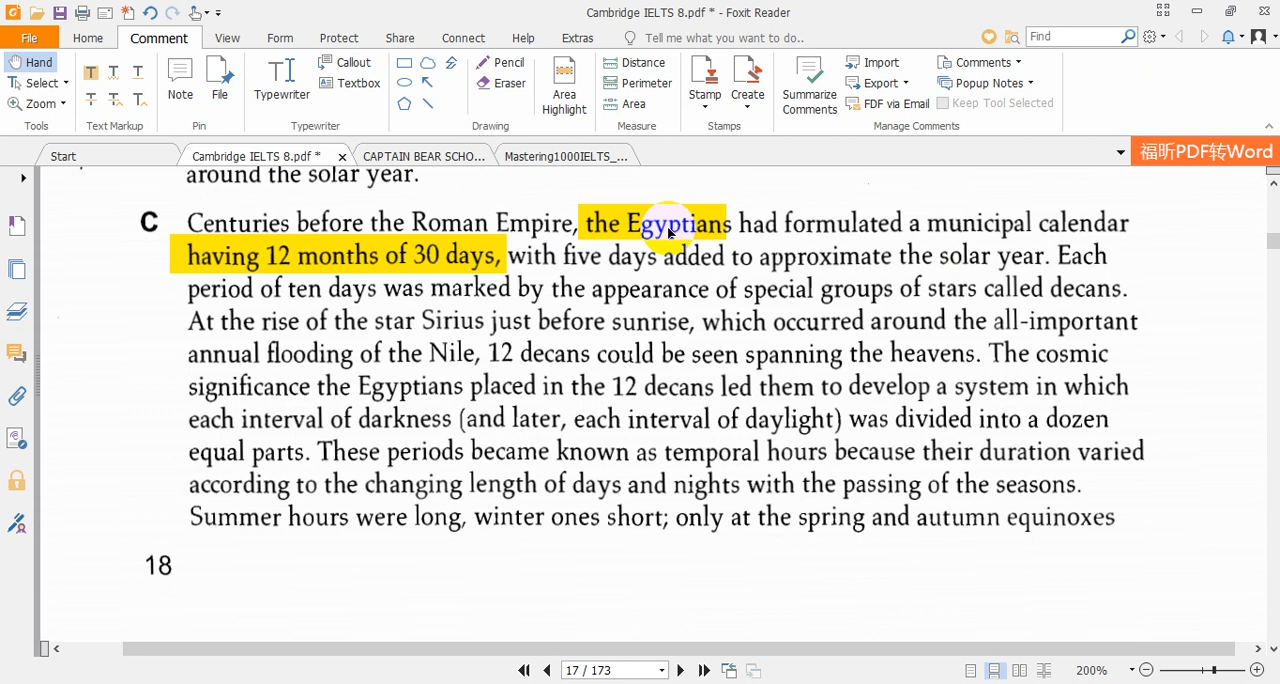 Cambridge IELTS 8.pdf * - Foxit Reader
File Home Comment View Form Protect Share Connect Help Extras Tell me what you want to do.. Find
Hand
Select
Zoom
Tools
Text Markup
Note
File
Pin
Typewriter
Callout
Textbox
Typewriter
Pencil
Eraser
Drawing
Area Highlight
Distance
Perimeter
Area
Measure
Stamp
Create
Stamps
Summarize Comments
Import
Export
FDF via Email
Comments
Popup Notes
Keep Tool Selected
Manage Comments
Start
Cambridge IELTS 8.pdf *
CAPTAIN BEAR SCHO...
Mastering1000IELTS_...
福昕PDF转Word
around the solar year.
C Centuries before the Roman Empire, the Egyptians had formulated a municipal calendar
having 12 months of 30 days, with five days added to approximate the solar year. Each
period of ten days was marked by the appearance of special groups of stars called decans.
At the rise of the star Sirius just before sunrise, which occurred around the all-important
annual flooding of the Nile, 12 decans could be seen spanning the heavens. The cosmic
significance the Egyptians placed in the 12 decans led them to develop a system in which
each interval of darkness (and later, each interval of daylight) was divided into a dozen
equal parts. These periods became known as temporal hours because their duration varied
according to the changing length of days and nights with the passing of the seasons.
Summer hours were long, winter ones short; only at the spring and autumn equinoxes
18
17 / 173
200%